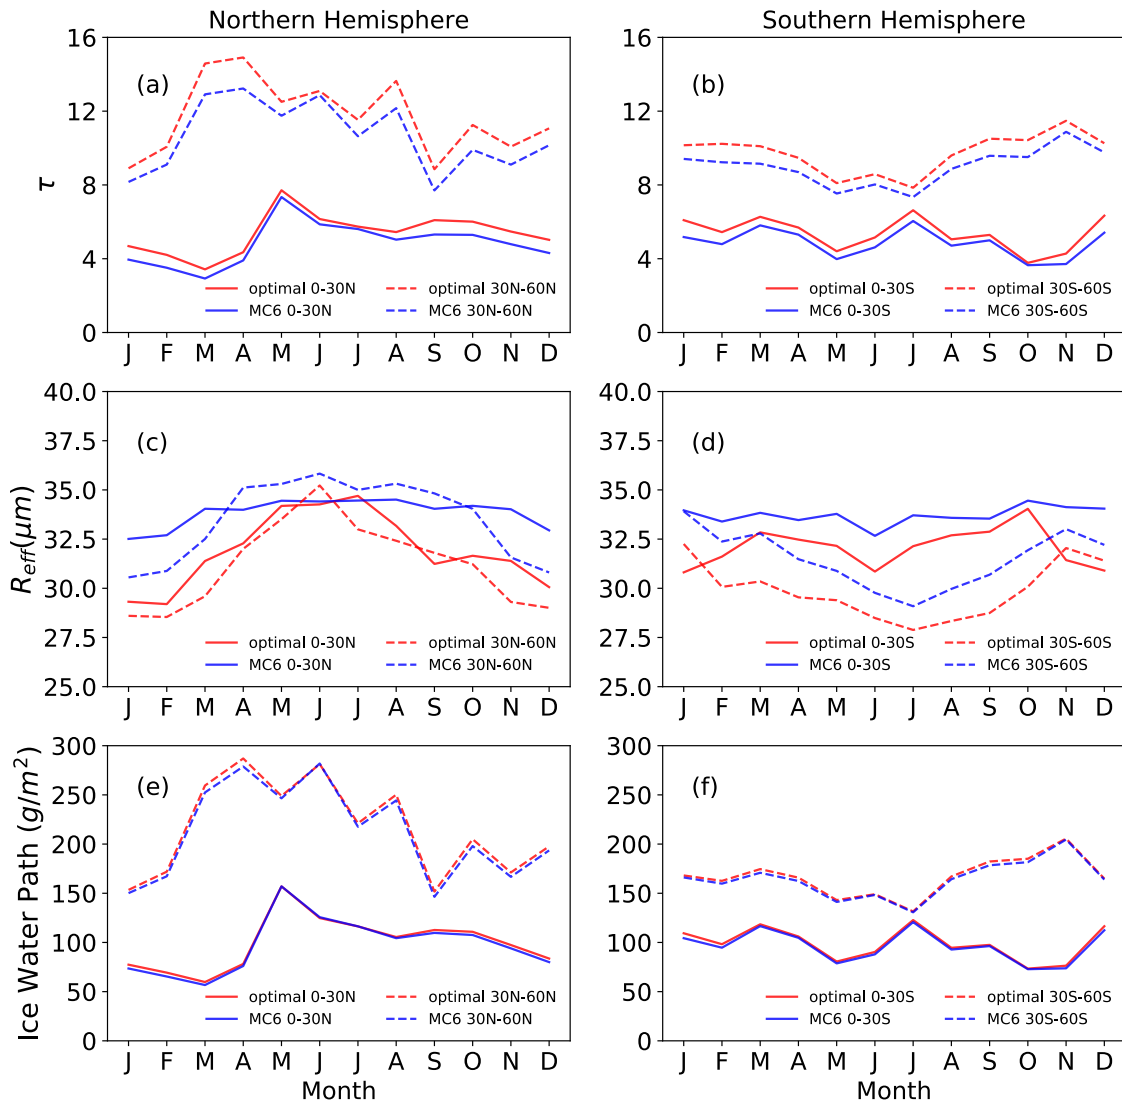 Northern Hemisphere
Southern Hemisphere
16
12
8
4
0
τ
(a)
optimal 0-30N
MC6 0-30N
optimal 30N-60N
MC6 30N-60N
J F M A M J J A S O N D
16
12
8
4
0
(b)
optimal 0-30S
MC6 0-30S
optimal 30S-60S
MC6 30S-60S
J F M A M J J A S O N D
40.0
37.5
35.0
32.5
30.0
27.5
25.0
R_eff(μm)
(c)
optimal 0-30N
MC6 0-30N
optimal 30N-60N
MC6 30N-60N
J F M A M J J A S O N D
40.0
37.5
35.0
32.5
30.0
27.5
25.0
(d)
optimal 0-30S
MC6 0-30S
optimal 30S-60S
MC6 30S-60S
J F M A M J J A S O N D
300
250
200
150
100
50
0
Ice Water Path (g/m²)
(e)
optimal 0-30N
MC6 0-30N
optimal 30N-60N
MC6 30N-60N
J F M A M J J A S O N D
Month
300
250
200
150
100
50
0
(f)
optimal 0-30S
MC6 0-30S
optimal 30S-60S
MC6 30S-60S
J F M A M J J A S O N D
Month